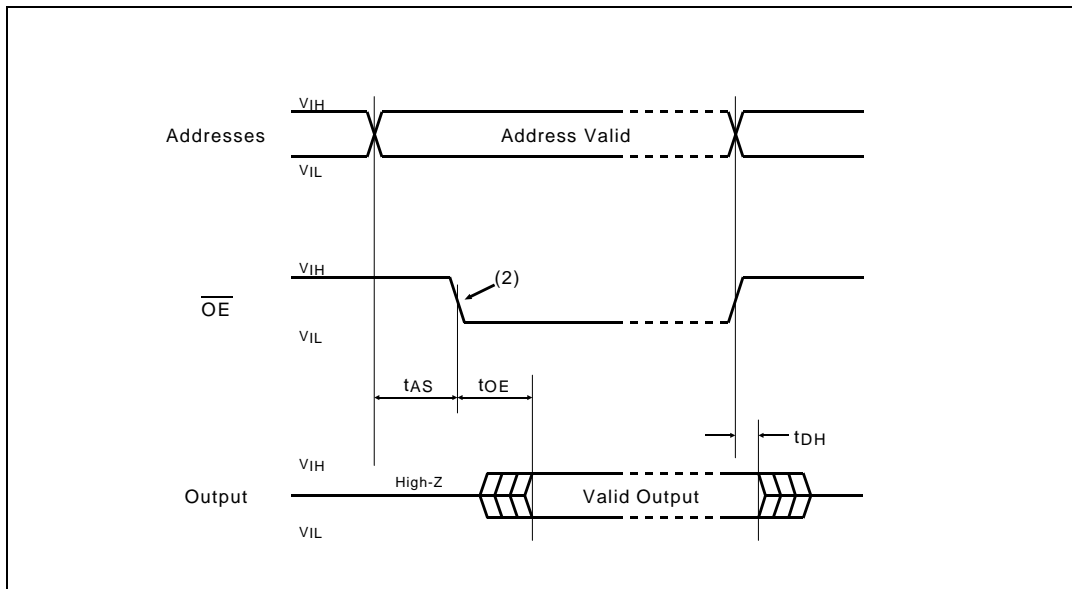 VIH
Addresses
Address Valid
VIL
VIH
(2)
OE
VIL
tAS
tOE
tDH
VIH
High-Z
Output
Valid Output
VIL